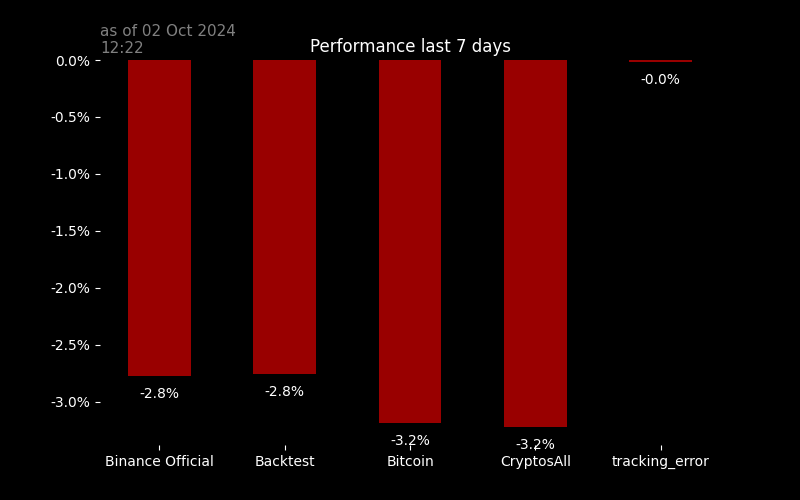 as of 02 Oct 2024
12:22
Performance last 7 days
0.0%
-0.5%
-1.0%
-1.5%
-2.0%
-2.5%
-3.0%
-2.8%
-2.8%
-3.2%
-3.2%
-0.0%
Binance Official
Backtest
Bitcoin
CryptosAll
tracking_error